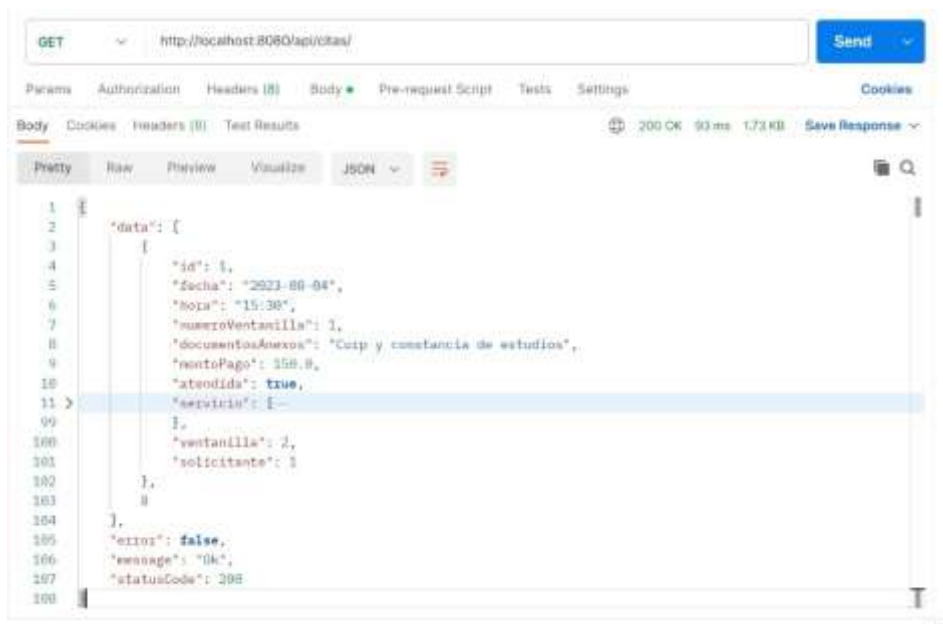 GET http://localhost:8080/api/citas/ Send
Params Authorization Headers (8) Body Pre-request Script Tests Settings Cookies
Body Cookies Headers (8) Test Results 200 OK 93 ms 1.73 KB Save Response
Pretty Raw Preview Visualize JSON
1 {
2 "data": [
3 {
4 "id": 1,
5 "fecha": "2023-08-04",
6 "hora": "15:30",
7 "numeroVentanilla": 1,
8 "documentosAnexos": "Curp y constancia de estudios",
9 "montoPago": 150.0,
10 "atendida": true,
11 "servicio": {
99 },
100 "ventanilla": 2,
101 "solicitante": 1
102 },
103 8
104 ],
105 "error": false,
106 "message": "Ok",
107 "statusCode": 200
108